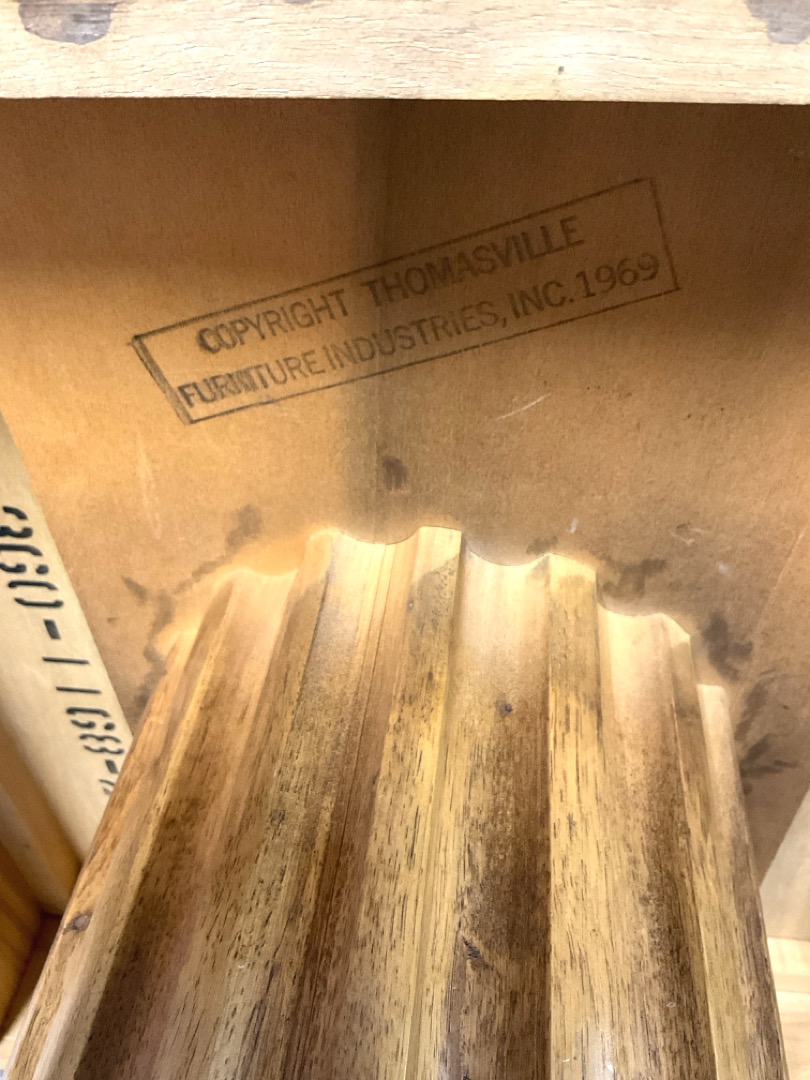 COPYRIGHT THOMASVILLE
FURNITURE INDUSTRIES, INC. 1969